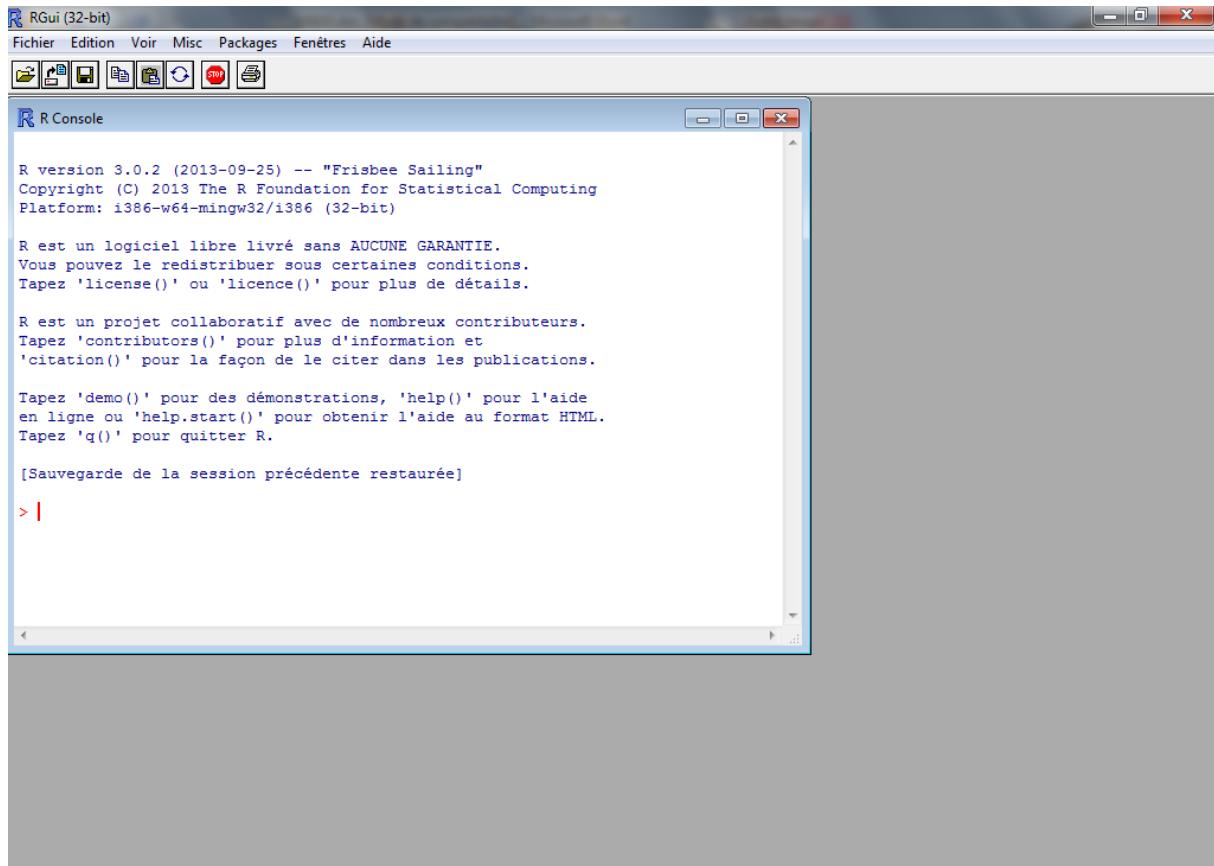 RGui (32-bit)
Fichier Edition Voir Misc Packages Fenêtres Aide
STOP
R Console
R version 3.0.2 (2013-09-25) -- "Frisbee Sailing"
Copyright (C) 2013 The R Foundation for Statistical Computing
Platform: i386-w64-mingw32/i386 (32-bit)
R est un logiciel libre livré sans AUCUNE GARANTIE.
Vous pouvez le redistribuer sous certaines conditions.
Tapez 'license()' ou 'licence()' pour plus de détails.
R est un projet collaboratif avec de nombreux contributeurs.
Tapez 'contributors()' pour plus d'information et
'citation()' pour la façon de le citer dans les publications.
Tapez 'demo()' pour des démonstrations, 'help()' pour l'aide
en ligne ou 'help.start()' pour obtenir l'aide au format HTML.
Tapez 'q()' pour quitter R.
[Sauvegarde de la session précédente restaurée]
>